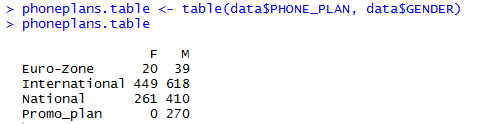 > phoneplans.table <- table(data$PHONE_PLAN, data$GENDER)
> phoneplans.table
F M
Euro-Zone 20 39
International 449 618
National 261 410
Promo_plan 0 270